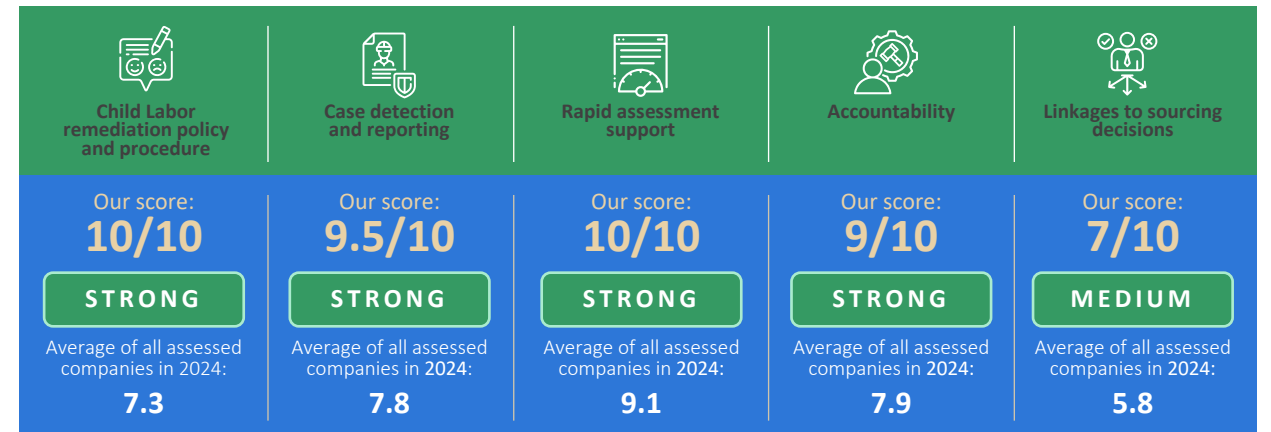 Child Labor
remediation policy
and procedure
Case detection
and reporting
Rapid assessment
support
Accountability
Linkages to sourcing
decisions
Our score:
10/10
STRONG
Average of all assessed
companies in 2024:
7.3
Our score:
9.5/10
STRONG
Average of all assessed
companies in 2024:
7.8
Our score:
10/10
STRONG
Average of all assessed
companies in 2024:
9.1
Our score:
9/10
STRONG
Average of all assessed
companies in 2024:
7.9
Our score:
7/10
MEDIUM
Average of all assessed
companies in 2024:
5.8